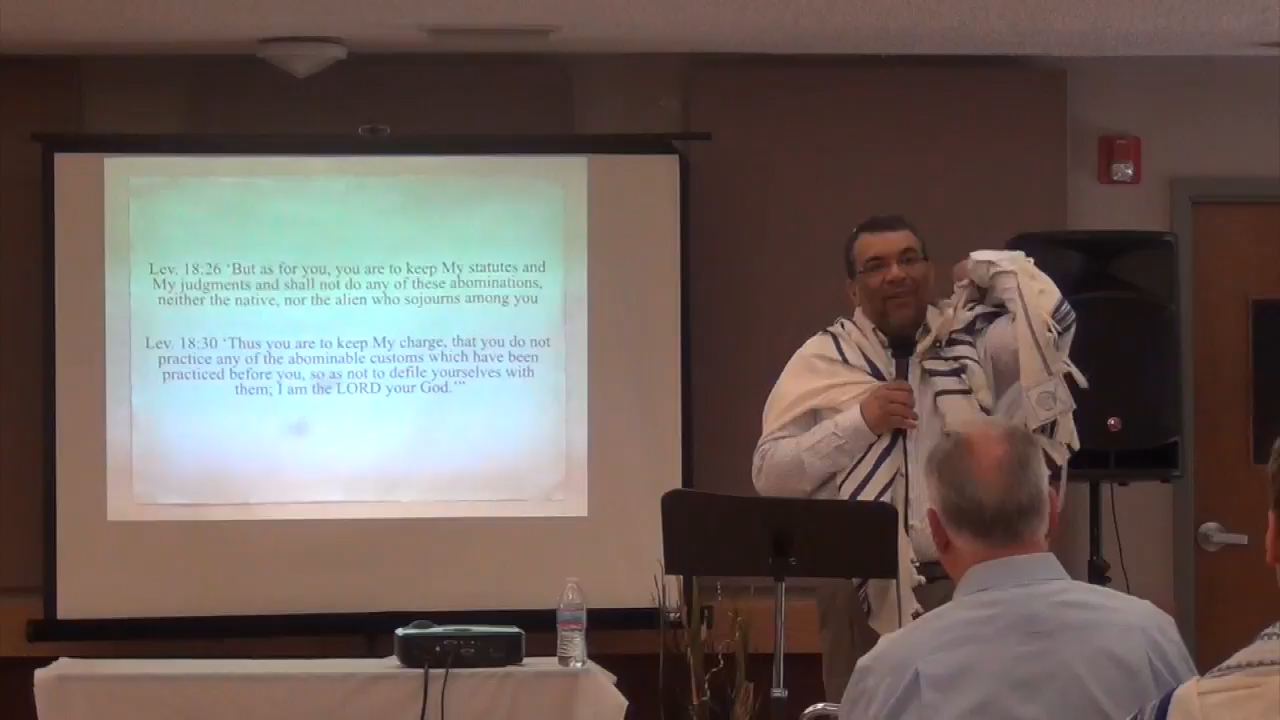 Lev. 18:26 ‘But as for you, you are to keep My statutes and
My judgments and shall not do any of these abominations,
neither the native, nor the alien who sojourns among you
Lev. 18:30 ‘Thus you are to keep My charge, that you do not
practice any of the abominable customs which have been
practiced before you, so as not to defile yourselves with
them; I am the LORD your God.’”